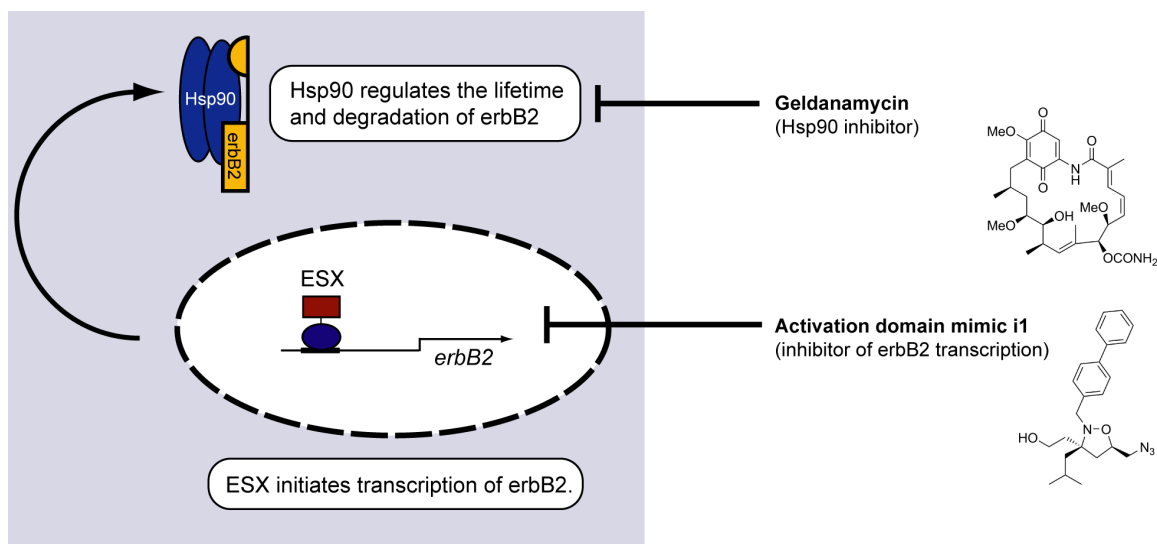 Hsp90
erbB2
Hsp90 regulates the lifetime
and degradation of erbB2
Geldanamycin
(Hsp90 inhibitor)
O
O
MeO
N
H
O
MeO
OH
MeO
OCONH2
ESX
erbB2
Activation domain mimic i1
(inhibitor of erbB2 transcription)
N
O
HO
N3
ESX initiates transcription of erbB2.